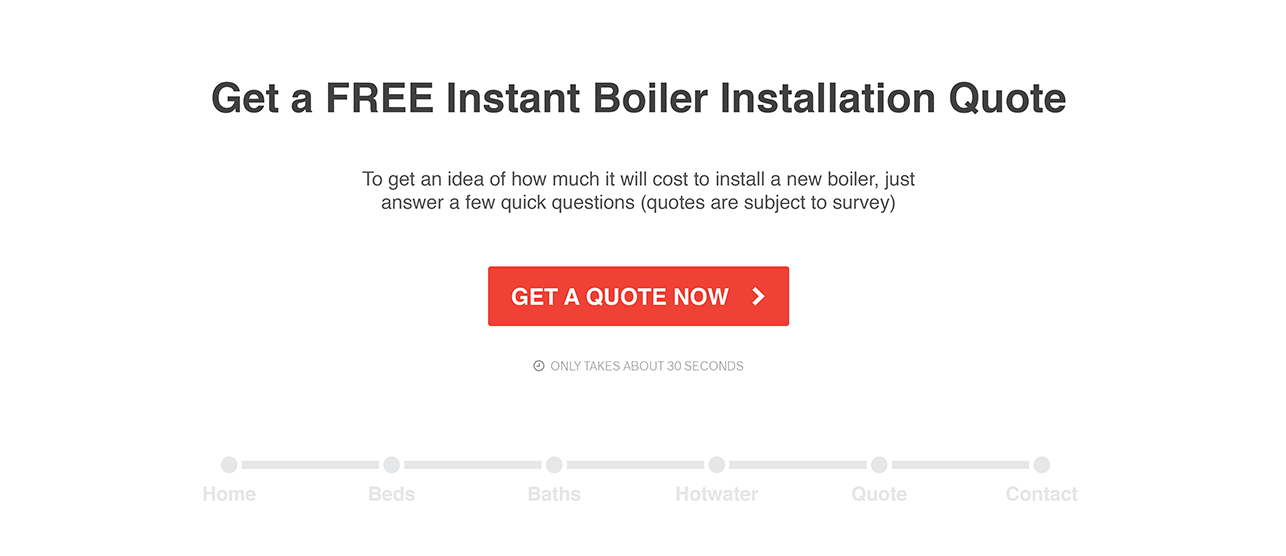 Get a FREE Instant Boiler Installation Quote
To get an idea of how much it will cost to install a new boiler, just
answer a few quick questions (quotes are subject to survey)
GET A QUOTE NOW
ONLY TAKES ABOUT 30 SECONDS
Home Beds Baths Hotwater Quote Contact